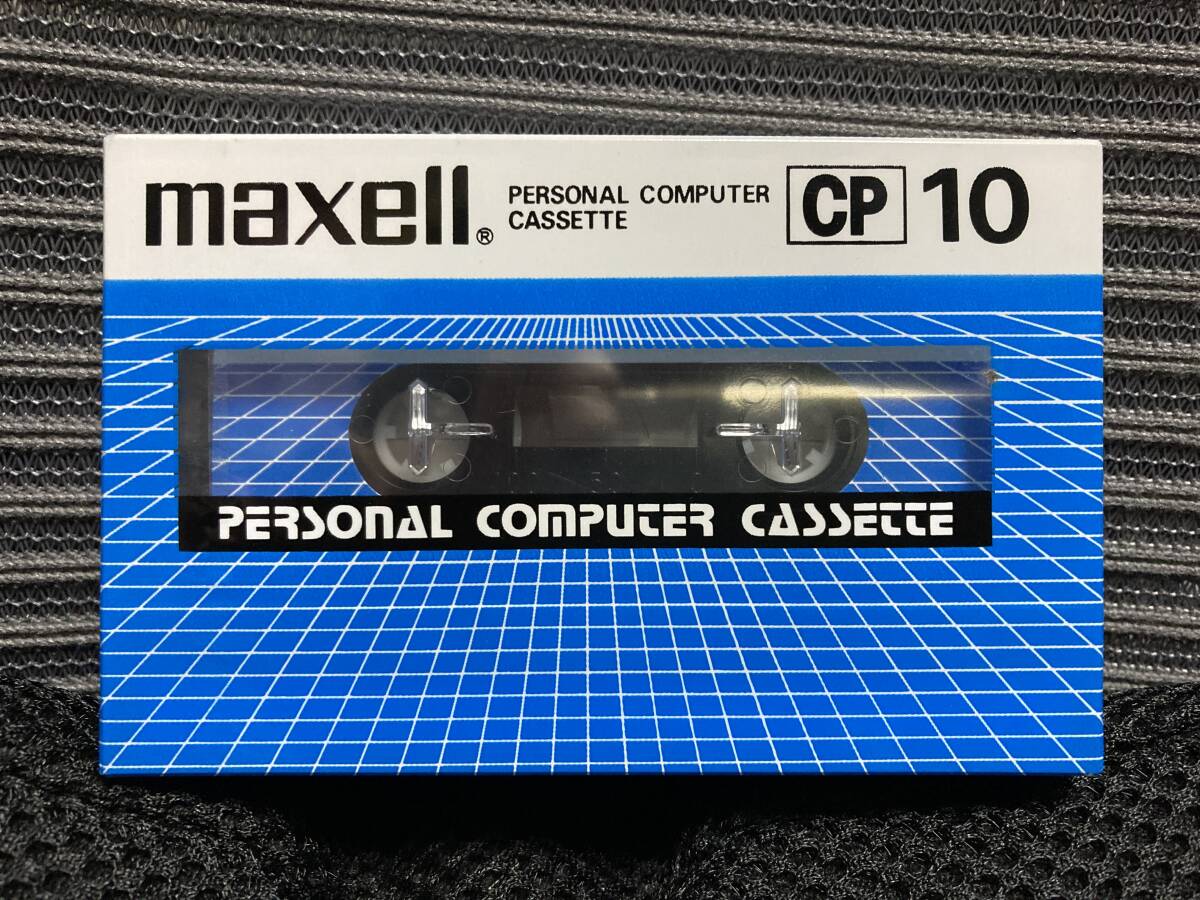 maxell®
PERSONAL COMPUTER
CASSETTE
CP 10
PERSONAL COMPUTER CASSETTE